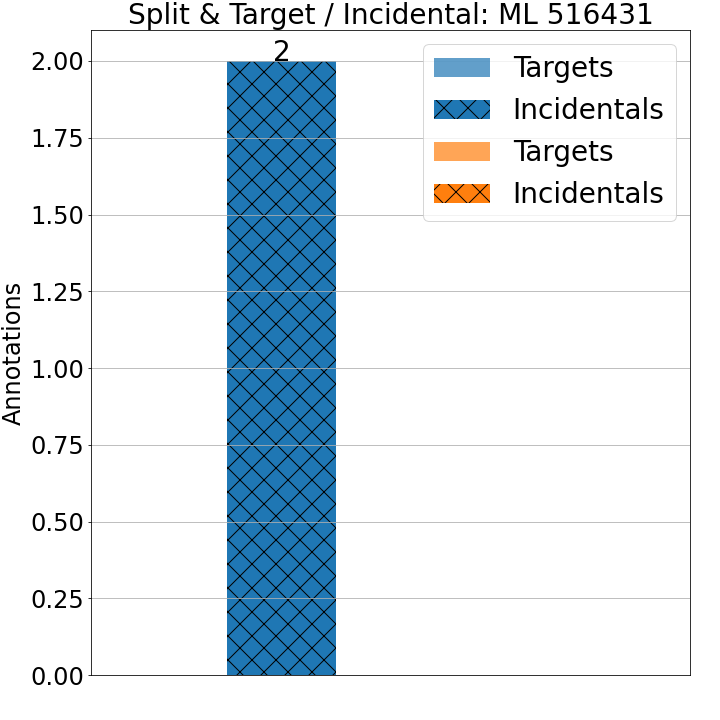 Split & Target / Incidental: ML 516431
2
Targets
Incidentals
Targets
Incidentals
Annotations
2.00
1.75
1.50
1.25
1.00
0.75
0.50
0.25
0.00